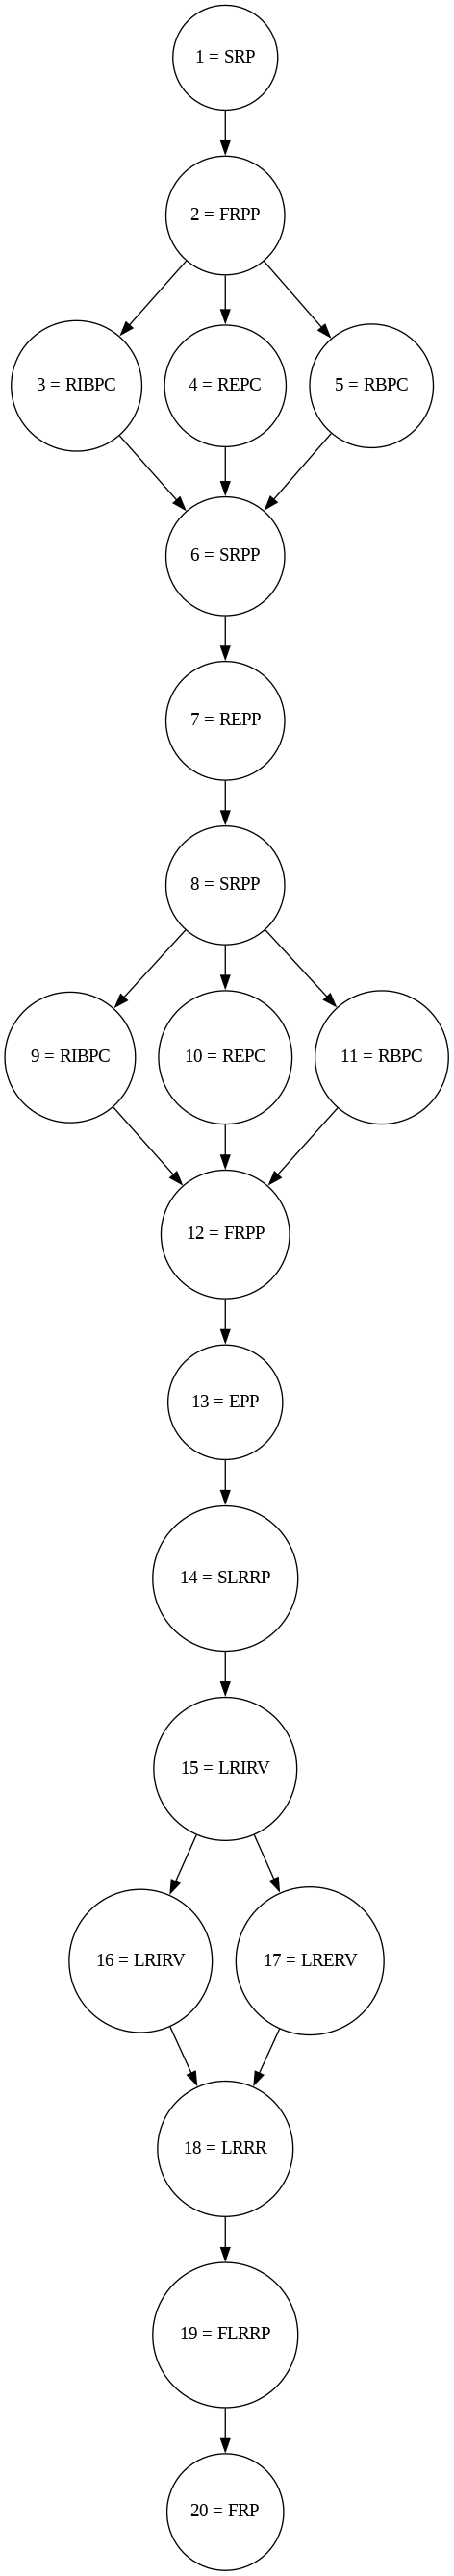 1 = SRP
2 = FRPP
3 = RIBPC
4 = REPC
5 = RBPC
6 = SRPP
7 = REPP
8 = SRPP
9 = RIBPC
10 = REPC
11 = RBPC
12 = FRPP
13 = EPP
14 = SLRRP
15 = LRIRV
16 = LRIRV
17 = LRERV
18 = LRRR
19 = FLRRP
20 = FRP